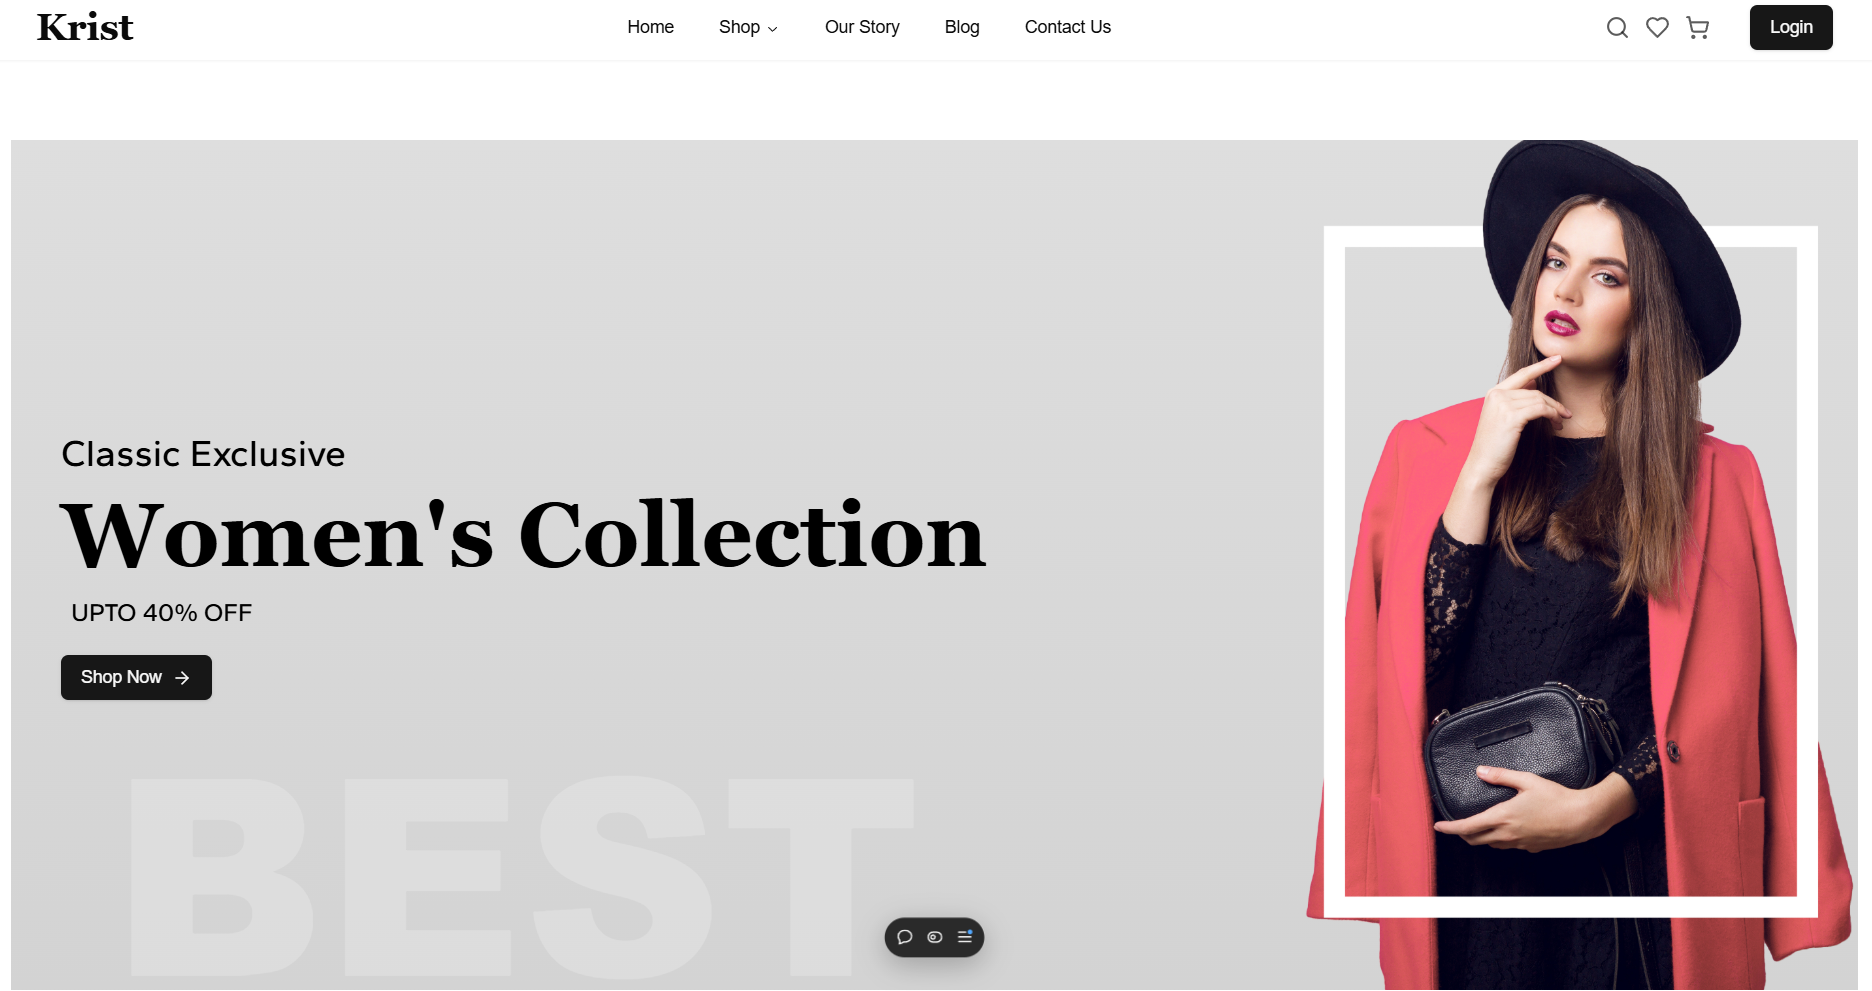 Krist
Home Shop Our Story Blog Contact Us
Login
Classic Exclusive
Women's Collection
UPTO 40% OFF
Shop Now
BEST